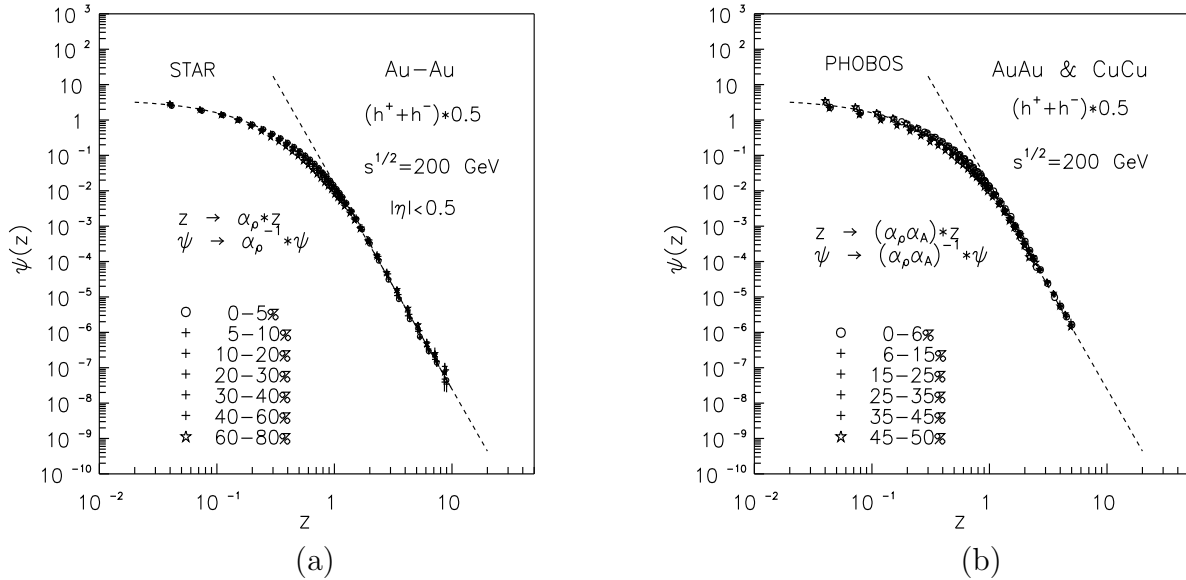 10 ³
10 ²
10
1
10 ⁻¹
10 ⁻²
10 ⁻³
10 ⁻⁴
10 ⁻⁵
10 ⁻⁶
10 ⁻⁷
10 ⁻⁸
10 ⁻⁹
10 ⁻¹⁰
ψ(z)
STAR
Au−Au
(h⁺+h⁻)*0.5
s^{1/2}=200 GeV
|η|<0.5
z → α_ρ*z
ψ → α_ρ⁻¹*ψ
0−5%
5−10%
10−20%
20−30%
30−40%
40−60%
60−80%
10 ⁻² 10 ⁻¹ 1 10
z
(a)
10 ³
10 ²
10
1
10 ⁻¹
10 ⁻²
10 ⁻³
10 ⁻⁴
10 ⁻⁵
10 ⁻⁶
10 ⁻⁷
10 ⁻⁸
10 ⁻⁹
10 ⁻¹⁰
ψ(z)
PHOBOS
AuAu & CuCu
(h⁺+h⁻)*0.5
s^{1/2}=200 GeV
z → (α_ρα_A)*z
ψ → (α_ρα_A)⁻¹*ψ
0−6%
6−15%
15−25%
25−35%
35−45%
45−50%
10 ⁻² 10 ⁻¹ 1 10
z
(b)